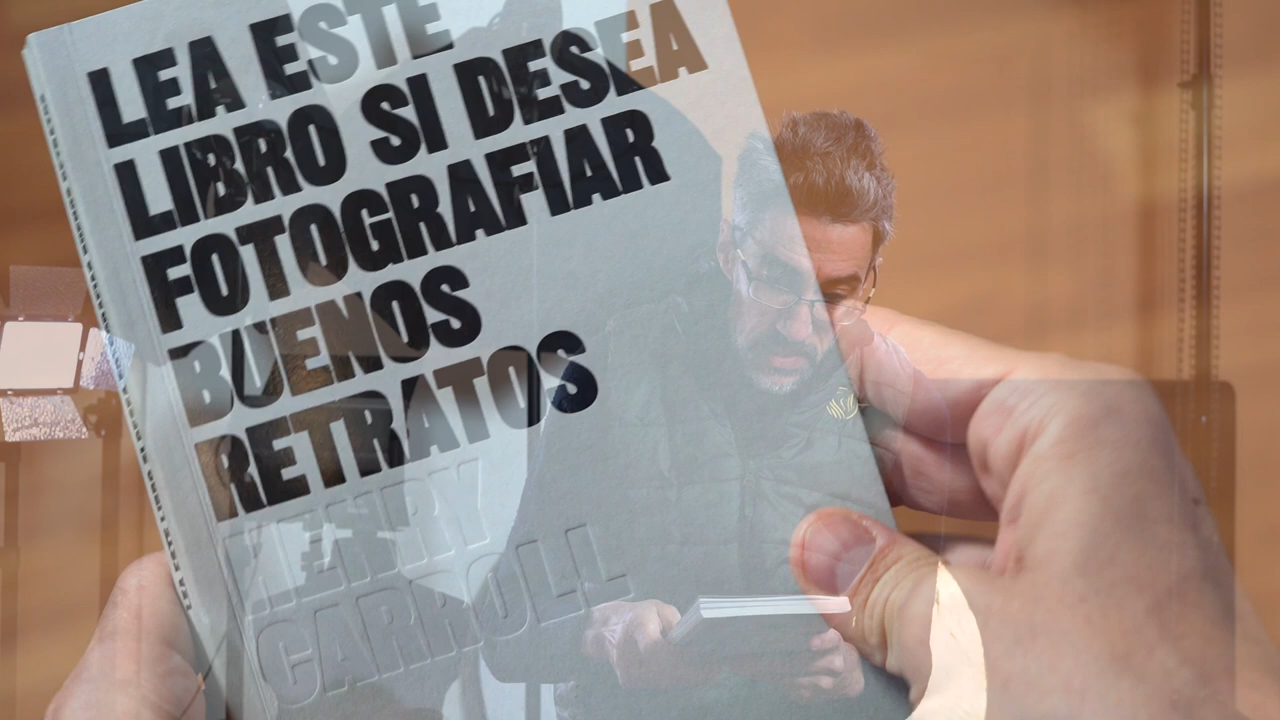 LEA ESTE
LIBRO SI DESEA
FOTOGRAFIAR
BUENOS
RETRATOS
HENRY
CARROLL